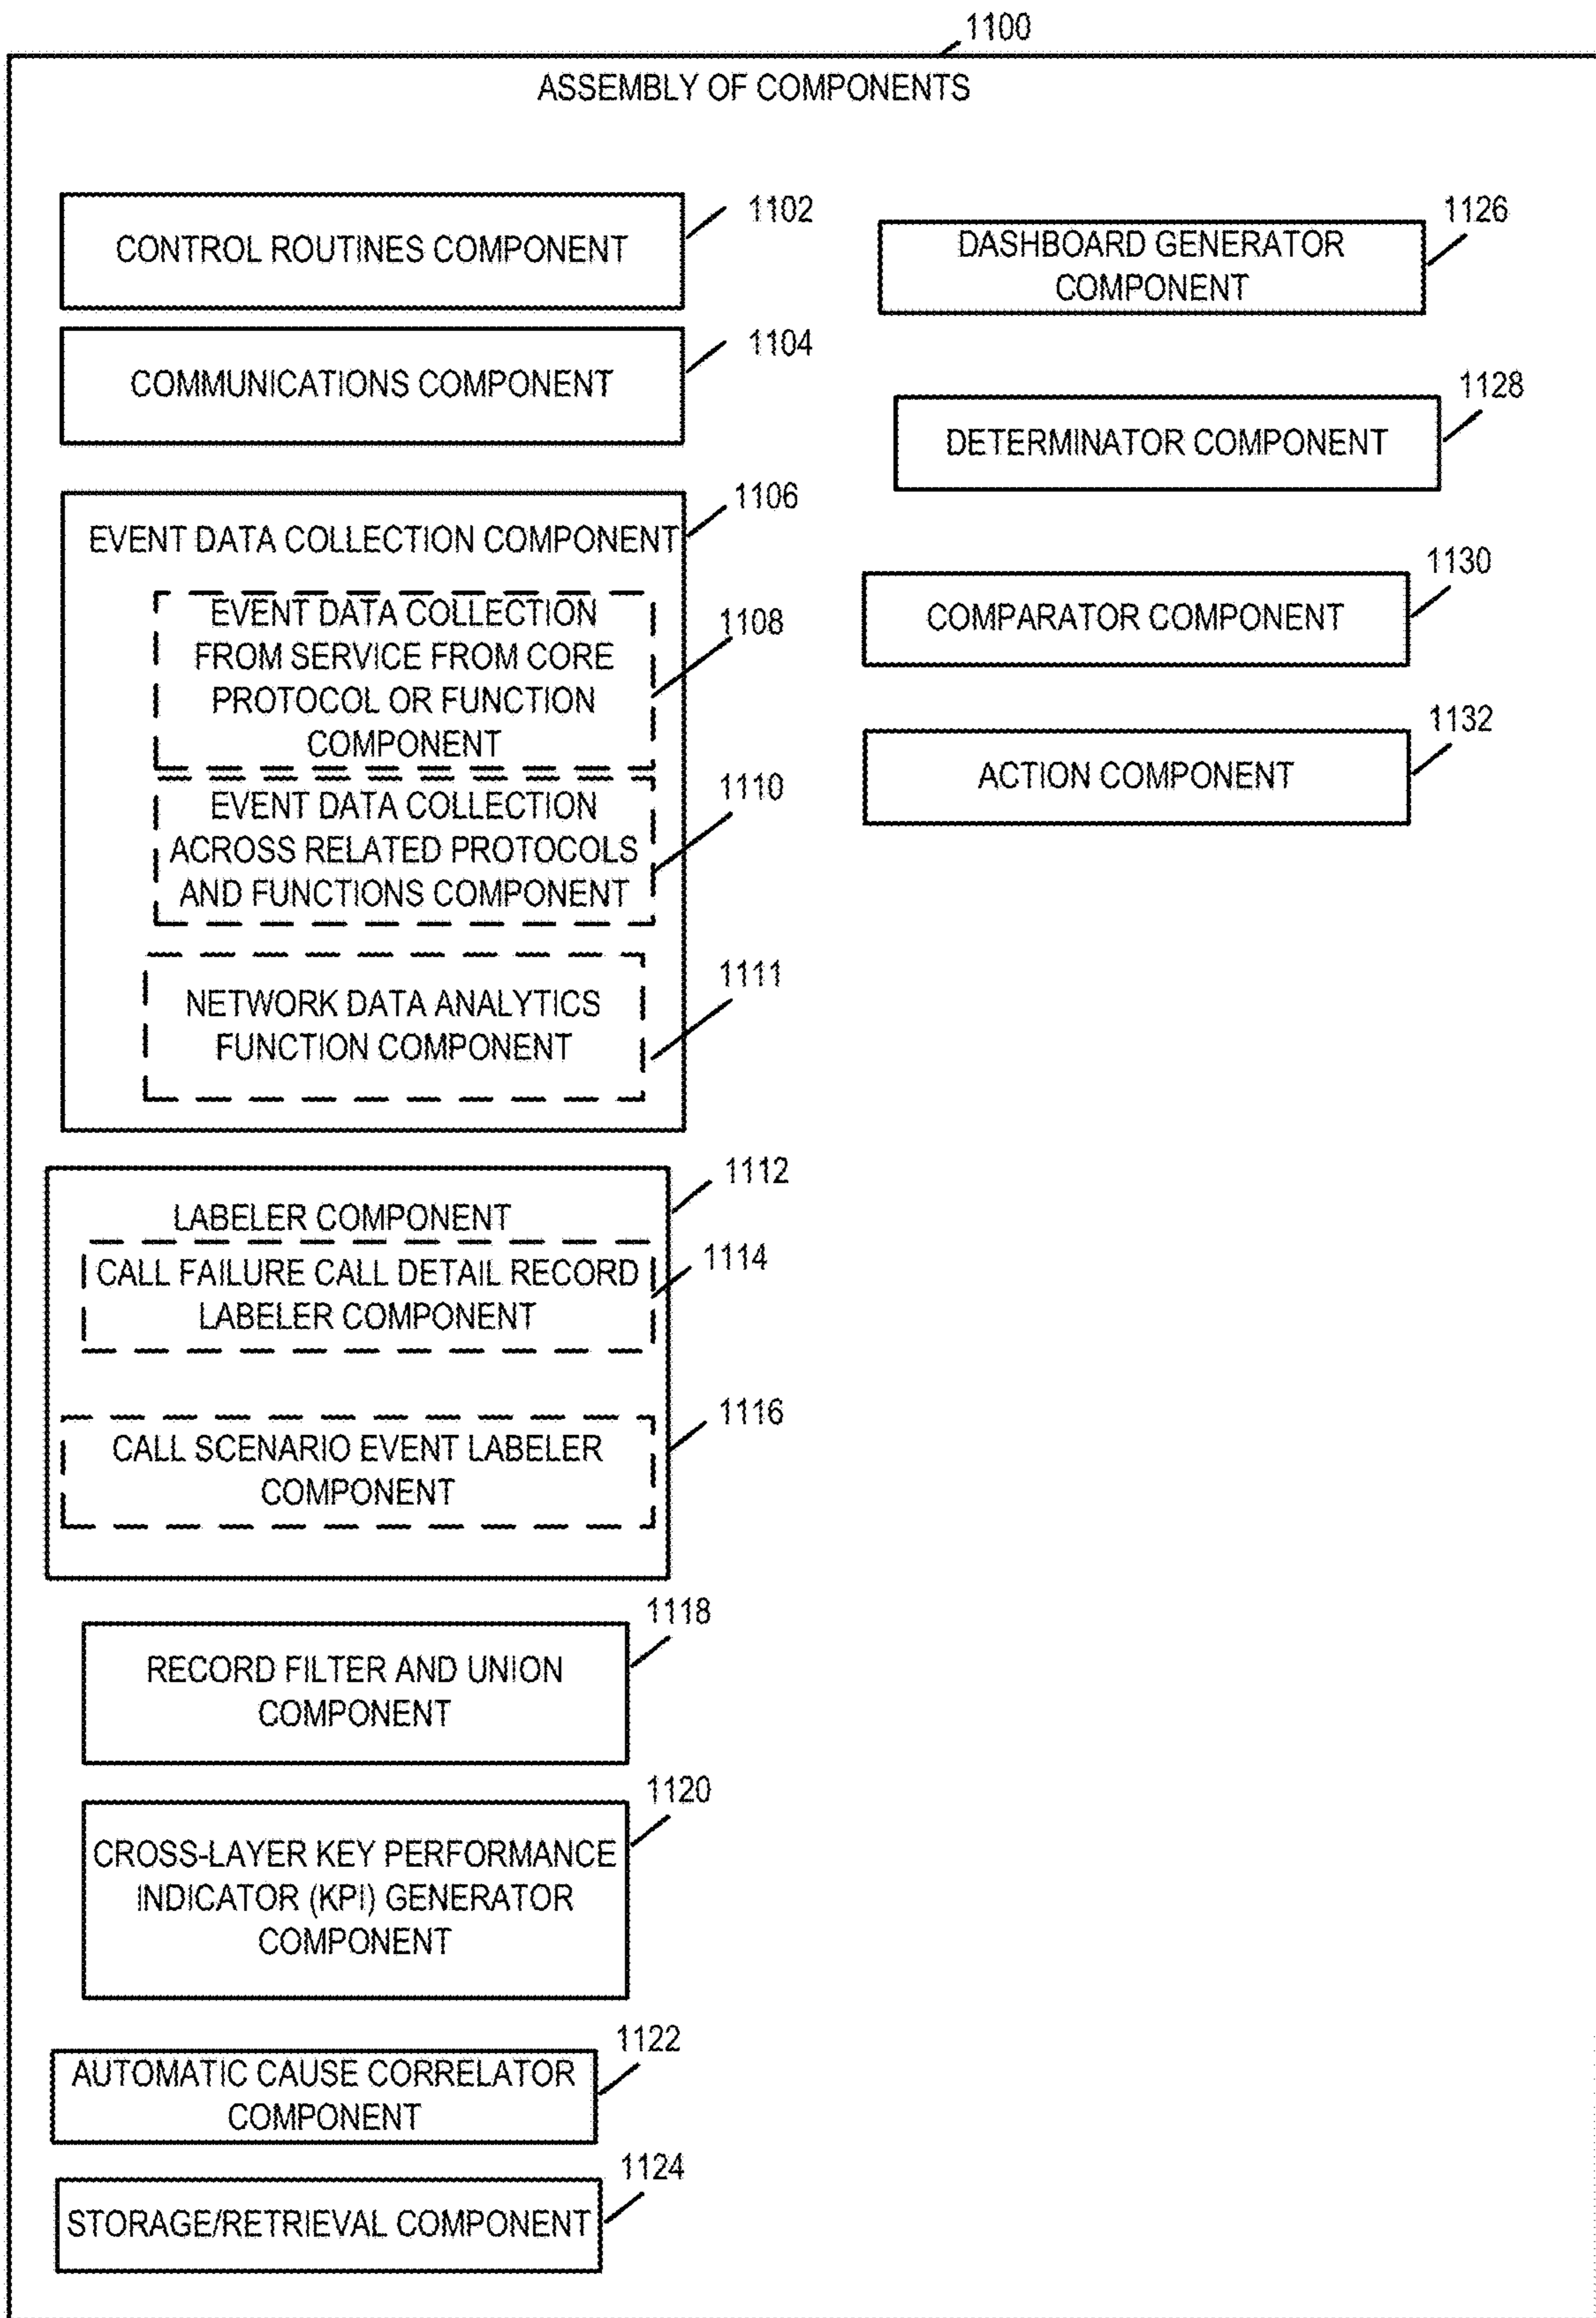 1100
ASSEMBLY OF COMPONENTS
1102
CONTROL ROUTINES COMPONENT
1104
COMMUNICATIONS COMPONENT
1106
EVENT DATA COLLECTION COMPONENT
1108
EVENT DATA COLLECTION
FROM SERVICE FROM CORE
PROTOCOL OR FUNCTION
COMPONENT
1110
EVENT DATA COLLECTION
ACROSS RELATED PROTOCOLS
AND FUNCTIONS COMPONENT
1111
NETWORK DATA ANALYTICS
FUNCTION COMPONENT
1112
LABELER COMPONENT
1114
CALL FAILURE CALL DETAIL RECORD
LABELER COMPONENT
1116
CALL SCENARIO EVENT LABELER
COMPONENT
1118
RECORD FILTER AND UNION
COMPONENT
1120
CROSS-LAYER KEY PERFORMANCE
INDICATOR (KPI) GENERATOR
COMPONENT
1122
AUTOMATIC CAUSE CORRELATOR
COMPONENT
1124
STORAGE/RETRIEVAL COMPONENT
1126
DASHBOARD GENERATOR
COMPONENT
1128
DETERMINATOR COMPONENT
1130
COMPARATOR COMPONENT
1132
ACTION COMPONENT